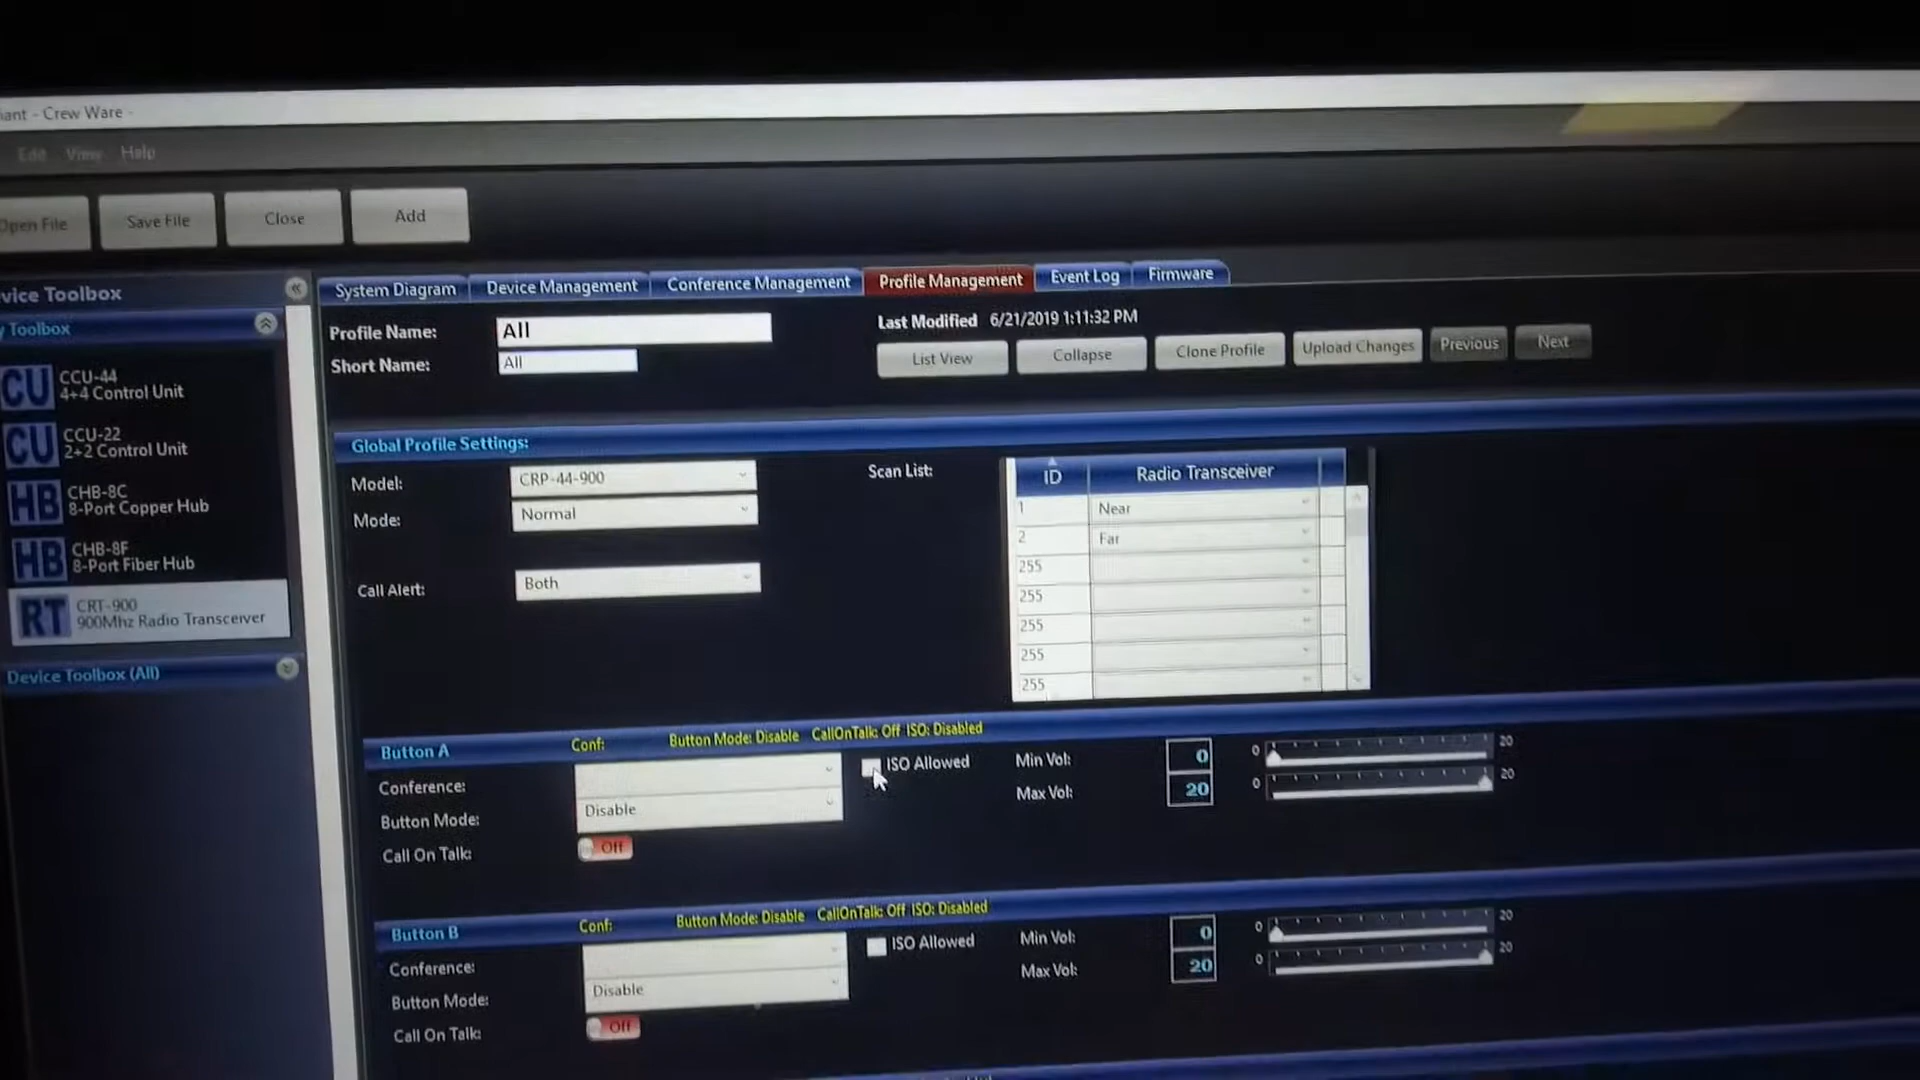 iant - Crew Ware -
Edit View Help
Open File Save File Close Add
vice Toolbox
y Toolbox
CU CCU-44
4+4 Control Unit
CU CCU-22
2+2 Control Unit
HB CHB-8C
8-Port Copper Hub
HB CHB-8F
8-Port Fiber Hub
RT CRT-900
900Mhz Radio Transceiver
Device Toolbox (All)
System Diagram Device Management Conference Management Profile Management Event Log Firmware
Profile Name: All
Short Name: All
Last Modified 6/21/2019 1:11:32 PM
List View Collapse Clone Profile Upload Changes Previous Next
Global Profile Settings:
Model: CRP-44-900
Mode: Normal
Call Alert: Both
Scan List:
ID Radio Transceiver
1 Near
2 Far
255
255
255
255
255
Button A Conf: Button Mode: Disable CallOnTalk: Off ISO: Disabled
Conference: ISO Allowed Min Vol: 0 0 20
Button Mode: Disable Max Vol: 20 0 20
Call On Talk: Off
Button B Conf: Button Mode: Disable CallOnTalk: Off ISO: Disabled
Conference: ISO Allowed Min Vol: 0 0 20
Button Mode: Disable Max Vol: 20 0 20
Call On Talk: Off